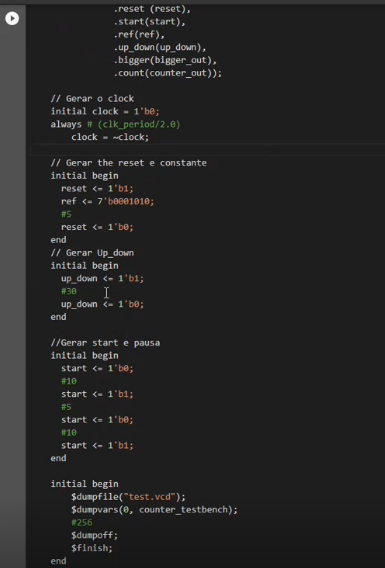 .reset (reset),
.start(start),
.ref(ref),
.up_down(up_down),
.bigger(bigger_out),
.count(counter_out));
// Gerar o clock
initial clock = 1'b0;
always # (clk_period/2.0)
clock = ~clock;
// Gerar the reset e constante
initial begin
reset <= 1'b1;
ref <= 7'b0001010;
#5
reset <= 1'b0;
end
// Gerar Up_down
initial begin
up_down <= 1'b1;
#30
up_down <= 1'b0;
end
//Gerar start e pausa
initial begin
start <= 1'b0;
#10
start <= 1'b1;
#5
start <= 1'b0;
#10
start <= 1'b1;
end
initial begin
$dumpfile("test.vcd");
$dumpvars(0, counter_testbench);
#256
$dumpoff;
$finish;
end